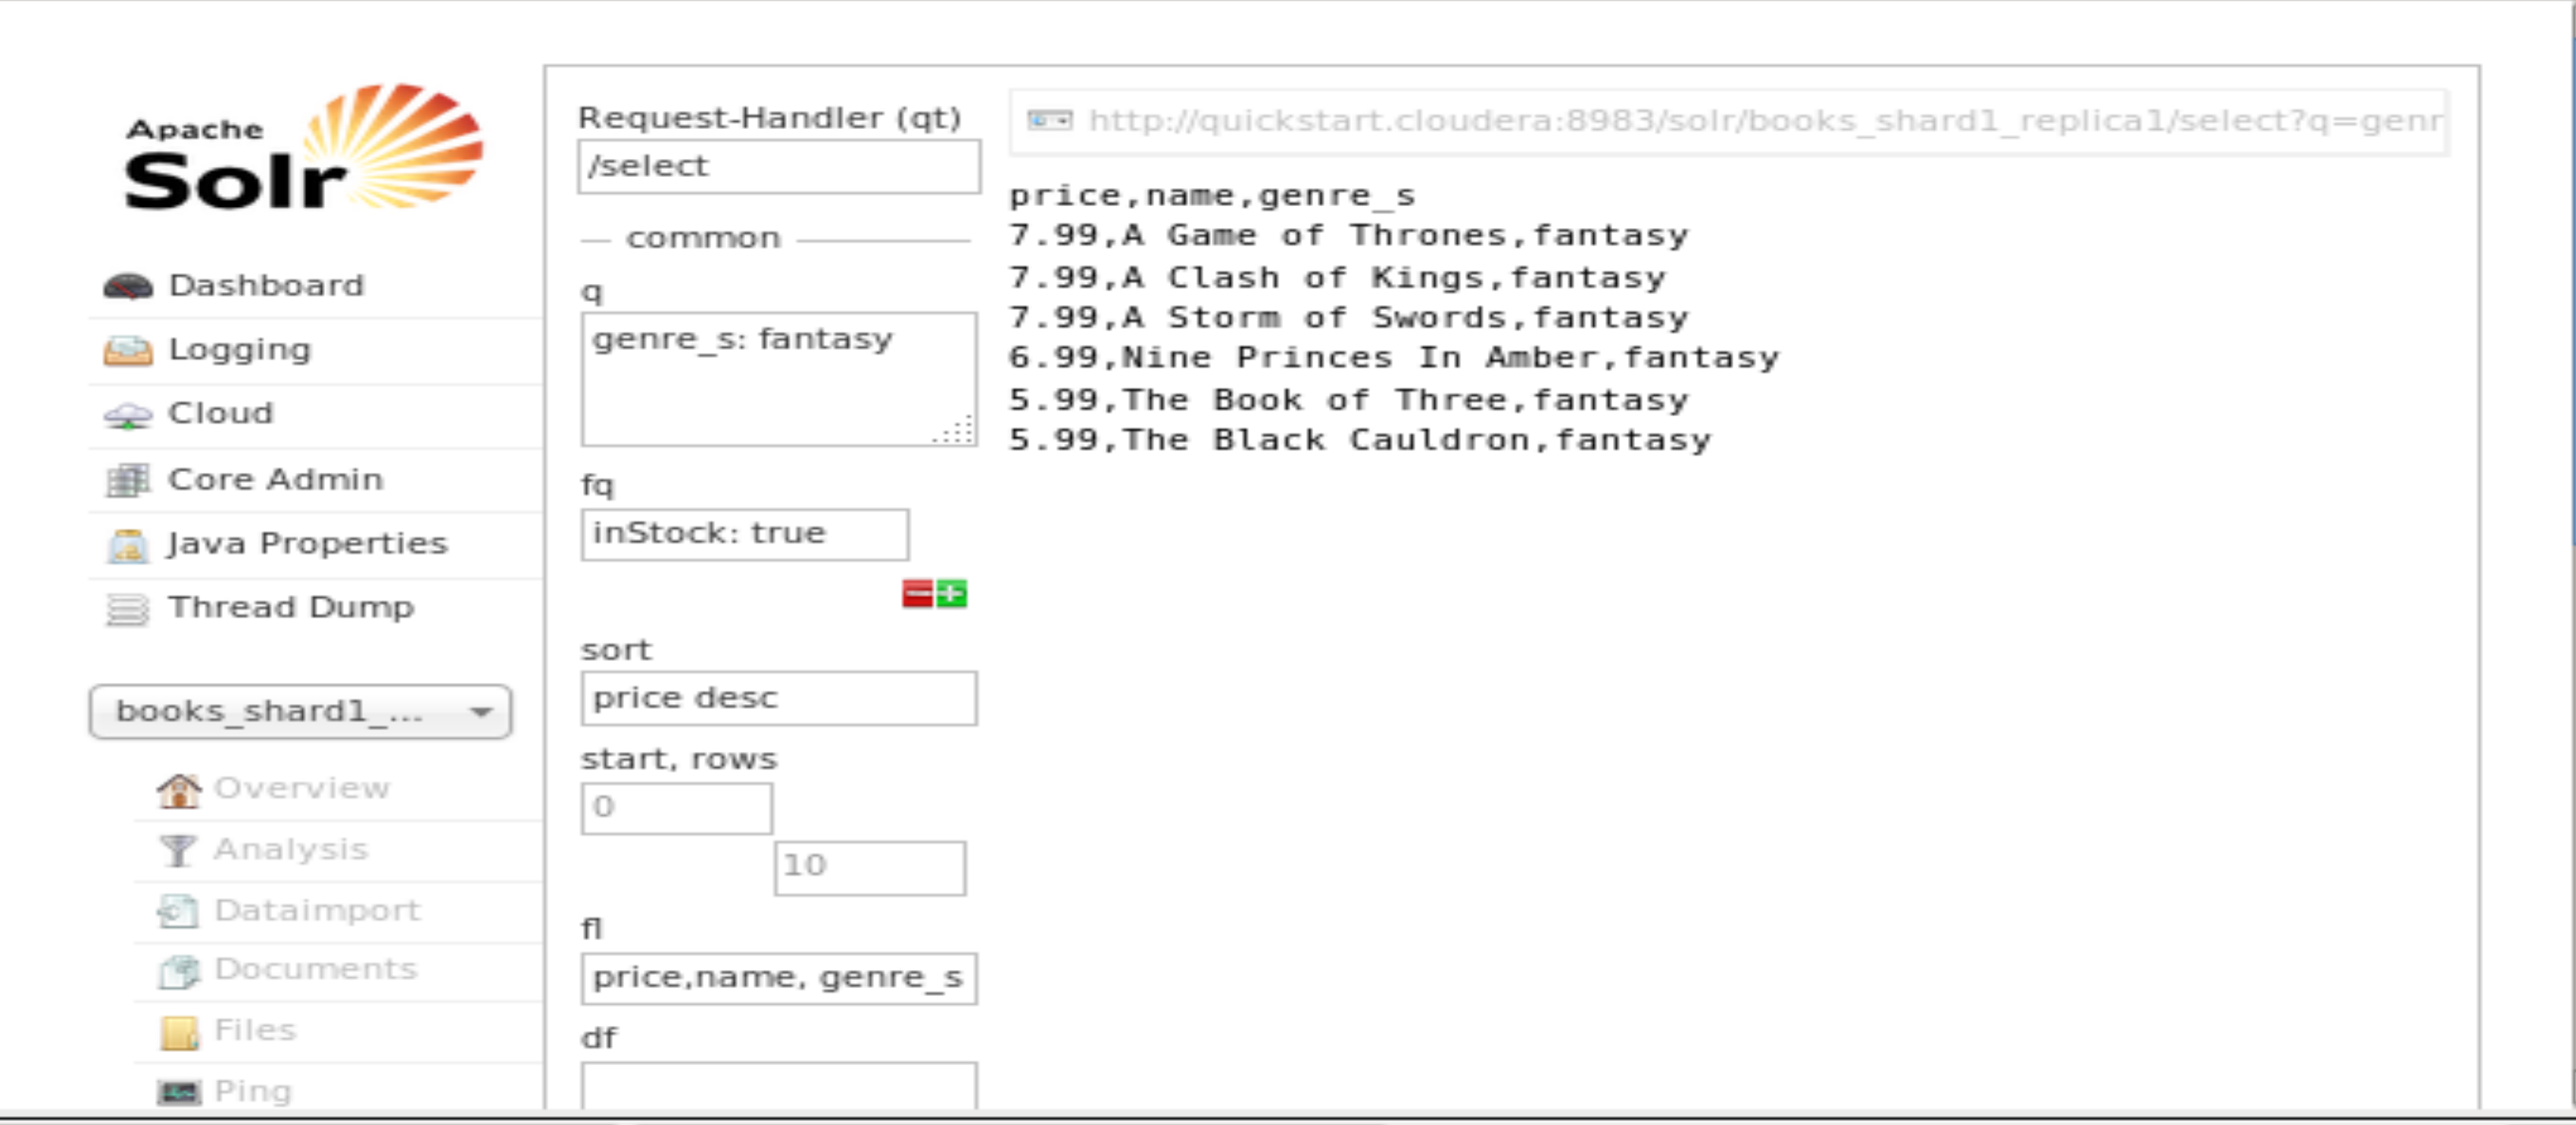 Apache
Solr
Dashboard
Logging
Cloud
Core Admin
Java Properties
Thread Dump
books_shard1_...
Overview
Analysis
Dataimport
Documents
Files
Ping
Request-Handler (qt)
/select
common
q
genre_s: fantasy
fq
inStock: true
sort
price desc
start, rows
0
10
fl
price,name, genre_s
df
http://quickstart.cloudera:8983/solr/books_shard1_replica1/select?q=genr
price,name,genre_s
7.99,A Game of Thrones,fantasy
7.99,A Clash of Kings,fantasy
7.99,A Storm of Swords,fantasy
6.99,Nine Princes In Amber,fantasy
5.99,The Book of Three,fantasy
5.99,The Black Cauldron,fantasy